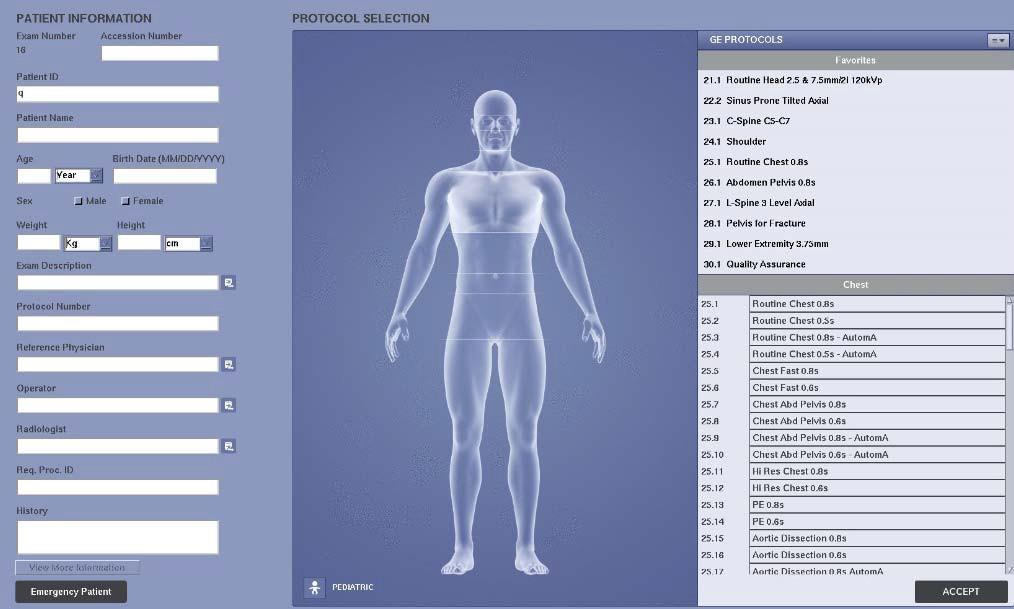 PATIENT INFORMATION
Exam Number
Accession Number
16
Patient ID
q
Patient Name
Age
Birth Date (MM/DD/YYYY)
Year
Sex
Male
Female
Weight
Height
Kg
cm
Exam Description
Protocol Number
Reference Physician
Operator
Radiologist
Req. Proc. ID
History
View More Information
Emergency Patient
PROTOCOL SELECTION
PEDIATRIC
GE PROTOCOLS
Favorites
21.1 Routine Head 2.5 & 7.5mm/2i 120kVp
22.2 Sinus Prone Tilted Axial
23.1 C-Spine C5-C7
24.1 Shoulder
25.1 Routine Chest 0.8s
26.1 Abdomen Pelvis 0.8s
27.1 L-Spine 3 Level Axial
28.1 Pelvis for Fracture
29.1 Lower Extremity 3.75mm
30.1 Quality Assurance
Chest
25.1 Routine Chest 0.8s
25.2 Routine Chest 0.5s
25.3 Routine Chest 0.8s - AutomA
25.4 Routine Chest 0.5s - AutomA
25.5 Chest Fast 0.8s
25.6 Chest Fast 0.6s
25.7 Chest Abd Pelvis 0.8s
25.8 Chest Abd Pelvis 0.6s
25.9 Chest Abd Pelvis 0.8s - AutomA
25.10 Chest Abd Pelvis 0.6s - AutomA
25.11 Hi Res Chest 0.8s
25.12 Hi Res Chest 0.6s
25.13 PE 0.8s
25.14 PE 0.6s
25.15 Aortic Dissection 0.8s
25.16 Aortic Dissection 0.6s
25.17 Aortic Dissection 0.8s AutomA
ACCEPT